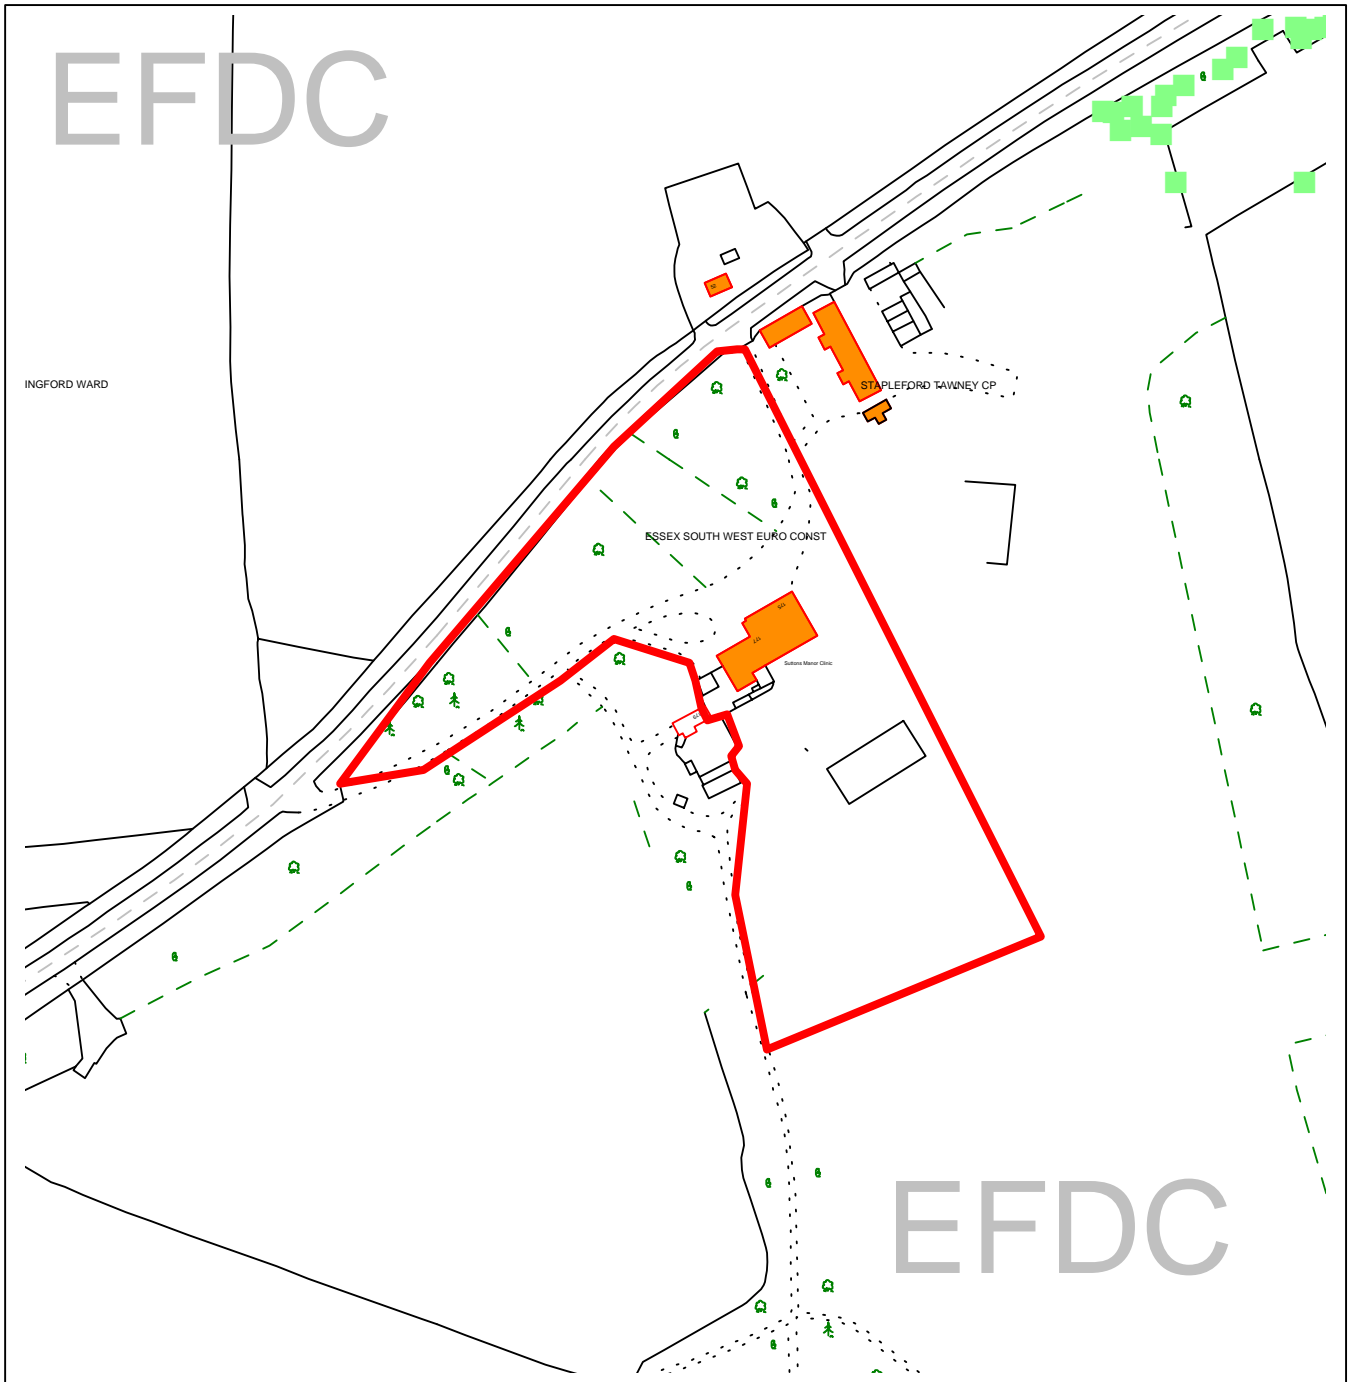 EFDC
INGFORD WARD
STAPLEFORD TAWNEY CP
ESSEX SOUTH WEST EURO CONST
Suttons Manor Clinic
EFDC